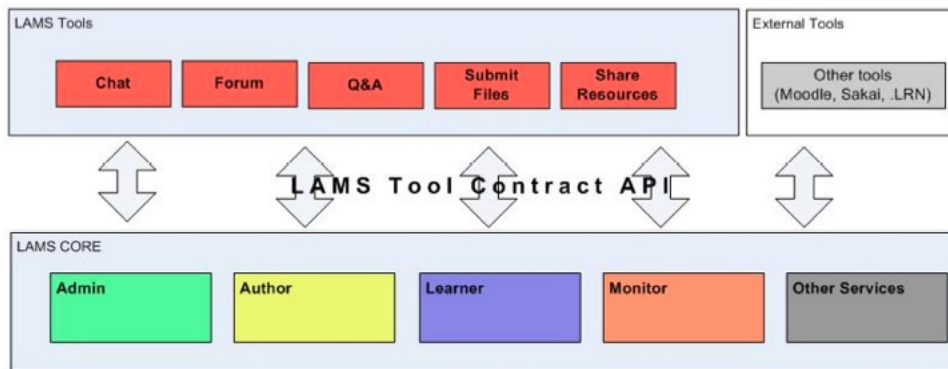 LAMS Tools
External Tools
Chat
Forum
Q&A
Submit
Files
Share
Resources
Other tools
(Moodle, Sakai, .LRN)
LAMS Tool Contract API
LAMS CORE
Admin
Author
Learner
Monitor
Other Services